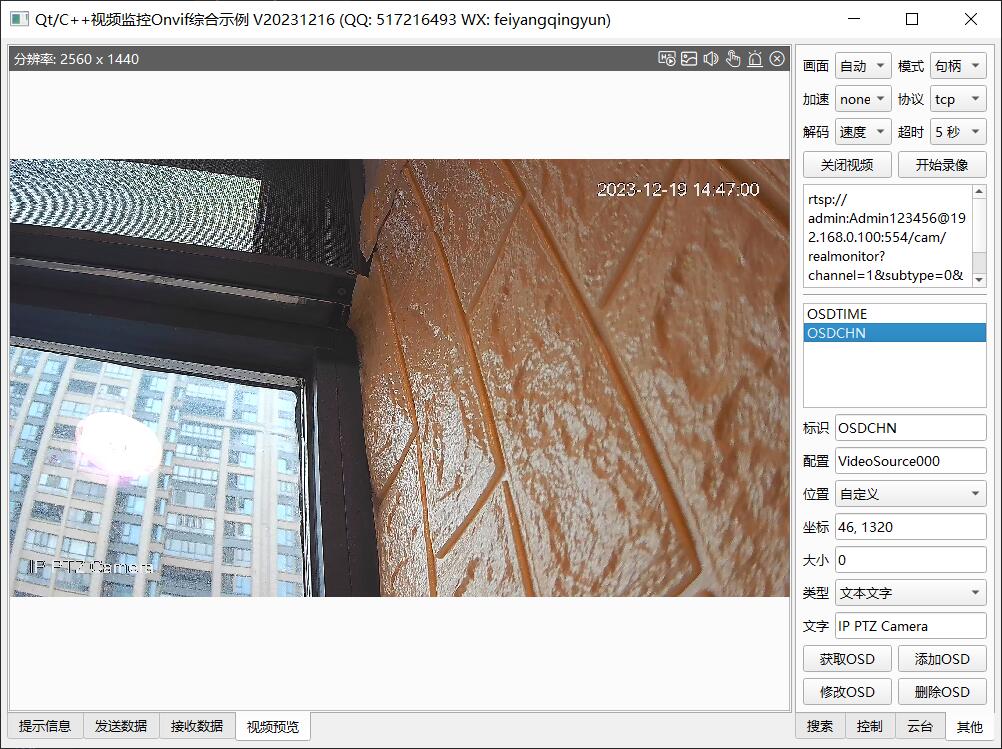 Qt/C++视频监控Onvif综合示例 V20231216 (QQ: 517216493 WX: feiyangqingyun)
分辨率: 2560 x 1440
2023-12-19 14:47:00
IP PTZ Camera
提示信息 发送数据 接收数据 视频预览
画面 自动 模式 句柄
加速 none 协议 tcp
解码 速度 超时 5 秒
关闭视频 开始录像
rtsp://
admin:Admin123456@19
2.168.0.100:554/cam/
realmonitor?
channel=1&subtype=0&
OSDTIME
OSDCHN
标识 OSDCHN
配置 VideoSource000
位置 自定义
坐标 46, 1320
大小 0
类型 文本文字
文字 IP PTZ Camera
获取OSD 添加OSD
修改OSD 删除OSD
搜索 控制 云台 其他